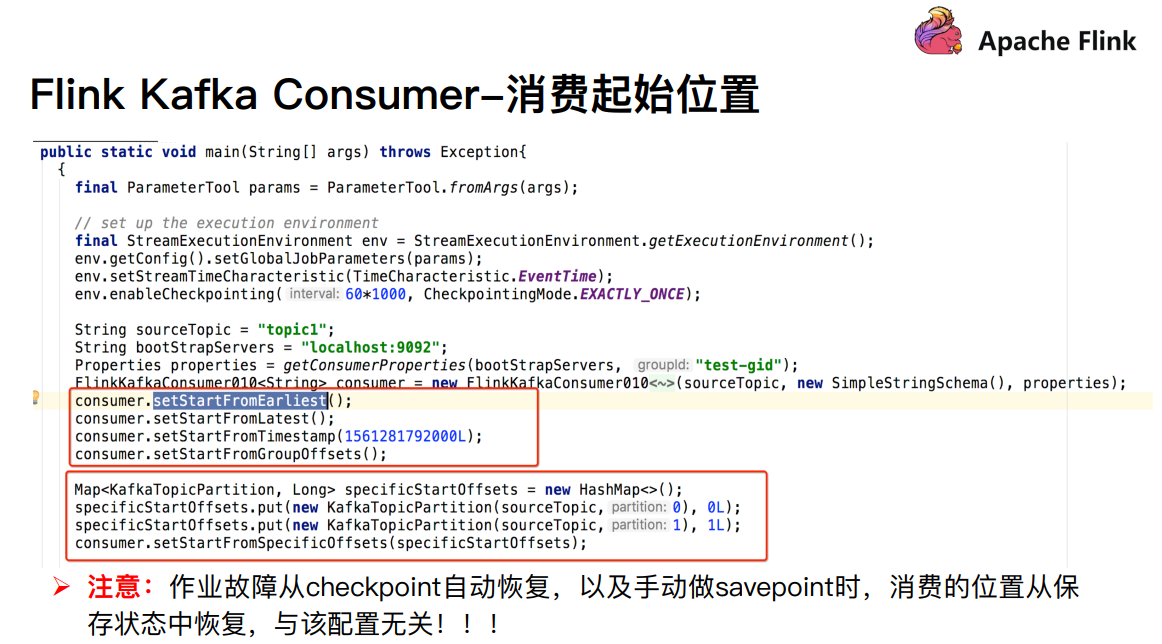 Apache Flink
Flink Kafka Consumer–消费起始位置
public static void main(String[] args) throws Exception{
{
final ParameterTool params = ParameterTool.fromArgs(args);
// set up the execution environment
final StreamExecutionEnvironment env = StreamExecutionEnvironment.getExecutionEnvironment();
env.getConfig().setGlobalJobParameters(params);
env.setStreamTimeCharacteristic(TimeCharacteristic.EventTime);
env.enableCheckpointing( interval: 60*1000, CheckpointingMode.EXACTLY_ONCE);
String sourceTopic = "topic1";
String bootStrapServers = "localhost:9092";
Properties properties = getConsumerProperties(bootStrapServers, groupId: "test-gid");
FlinkKafkaConsumer010<String> consumer = new FlinkKafkaConsumer010<~>(sourceTopic, new SimpleStringSchema(), properties);
consumer.setStartFromEarliest();
consumer.setStartFromLatest();
consumer.setStartFromTimestamp(1561281792000L);
consumer.setStartFromGroupOffsets();
Map<KafkaTopicPartition, Long> specificStartOffsets = new HashMap<>();
specificStartOffsets.put(new KafkaTopicPartition(sourceTopic, partition: 0), 0L);
specificStartOffsets.put(new KafkaTopicPartition(sourceTopic, partition: 1), 1L);
consumer.setStartFromSpecificOffsets(specificStartOffsets);
➢ 注意：作业故障从checkpoint自动恢复，以及手动做savepoint时，消费的位置从保
存状态中恢复，与该配置无关！！！